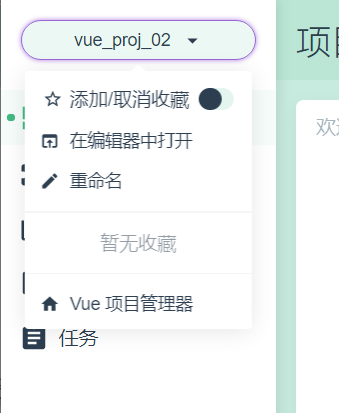 vue_proj_02
项
添加/取消收藏
欢
在编辑器中打开
重命名
暂无收藏
Vue 项目管理器
任务